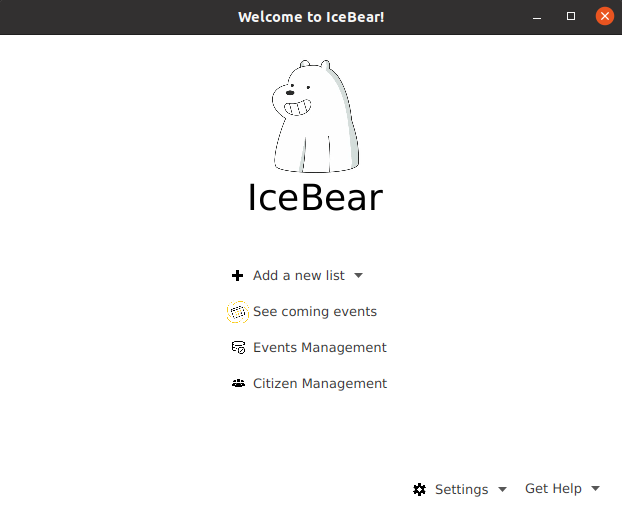 Welcome to IceBear!
IceBear
Add a new list
See coming events
Events Management
Citizen Management
Settings
Get Help